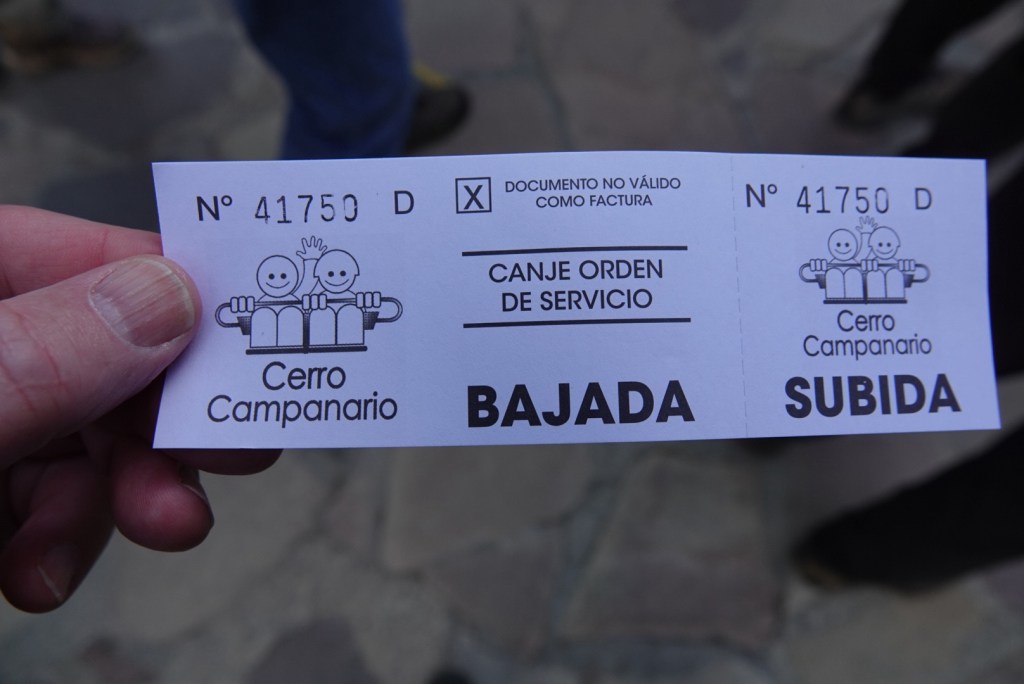 Nº 41750 D
Cerro
Campanario
X
DOCUMENTO NO VÁLIDO
COMO FACTURA
CANJE ORDEN
DE SERVICIO
BAJADA
Nº 41750 D
Cerro
Campanario
SUBIDA